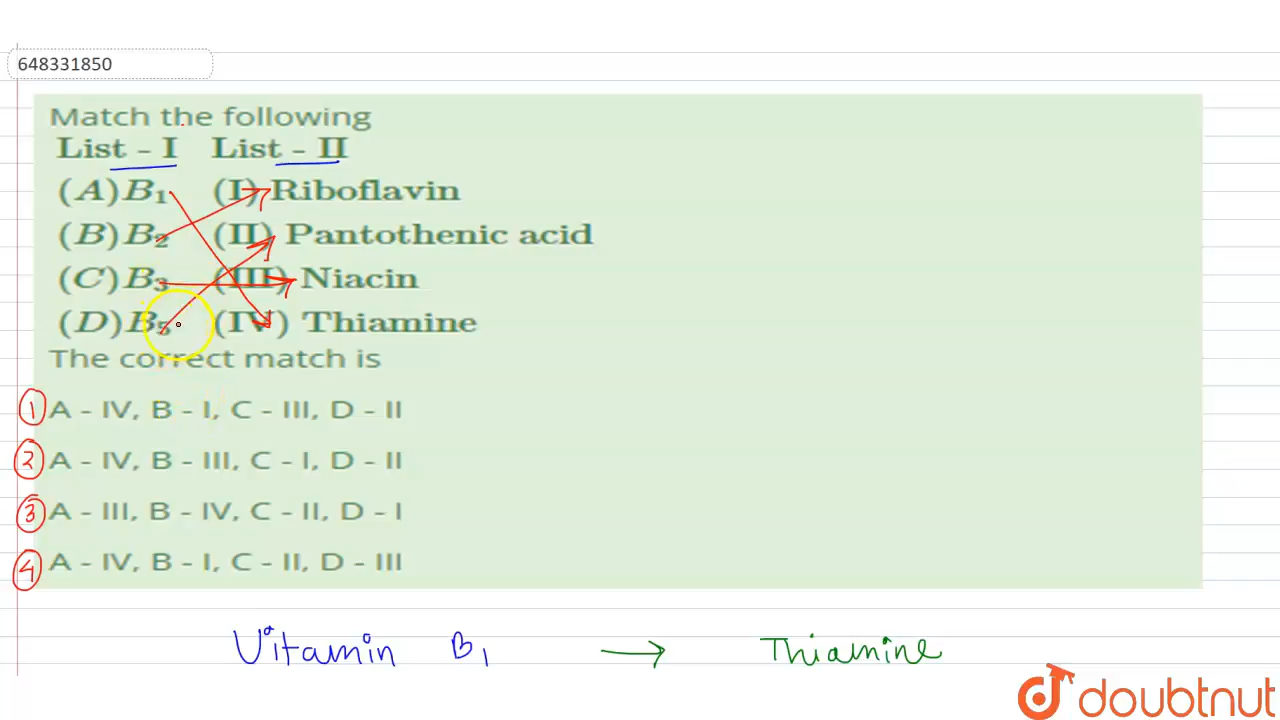 648331850
Match the following
List - I List - II
(A)B₁ (I) Riboflavin
(B)B₂ (II) Pantothenic acid
(C)B₃ (III) Niacin
(D)B₅ (IV) Thiamine
The correct match is
1 A - IV, B - I, C - III, D - II
2 A - IV, B - III, C - I, D - II
3 A - III, B - IV, C - II, D - I
4 A - IV, B - I, C - II, D - III
Vitamin B₁ → Thiamine
doubtnut